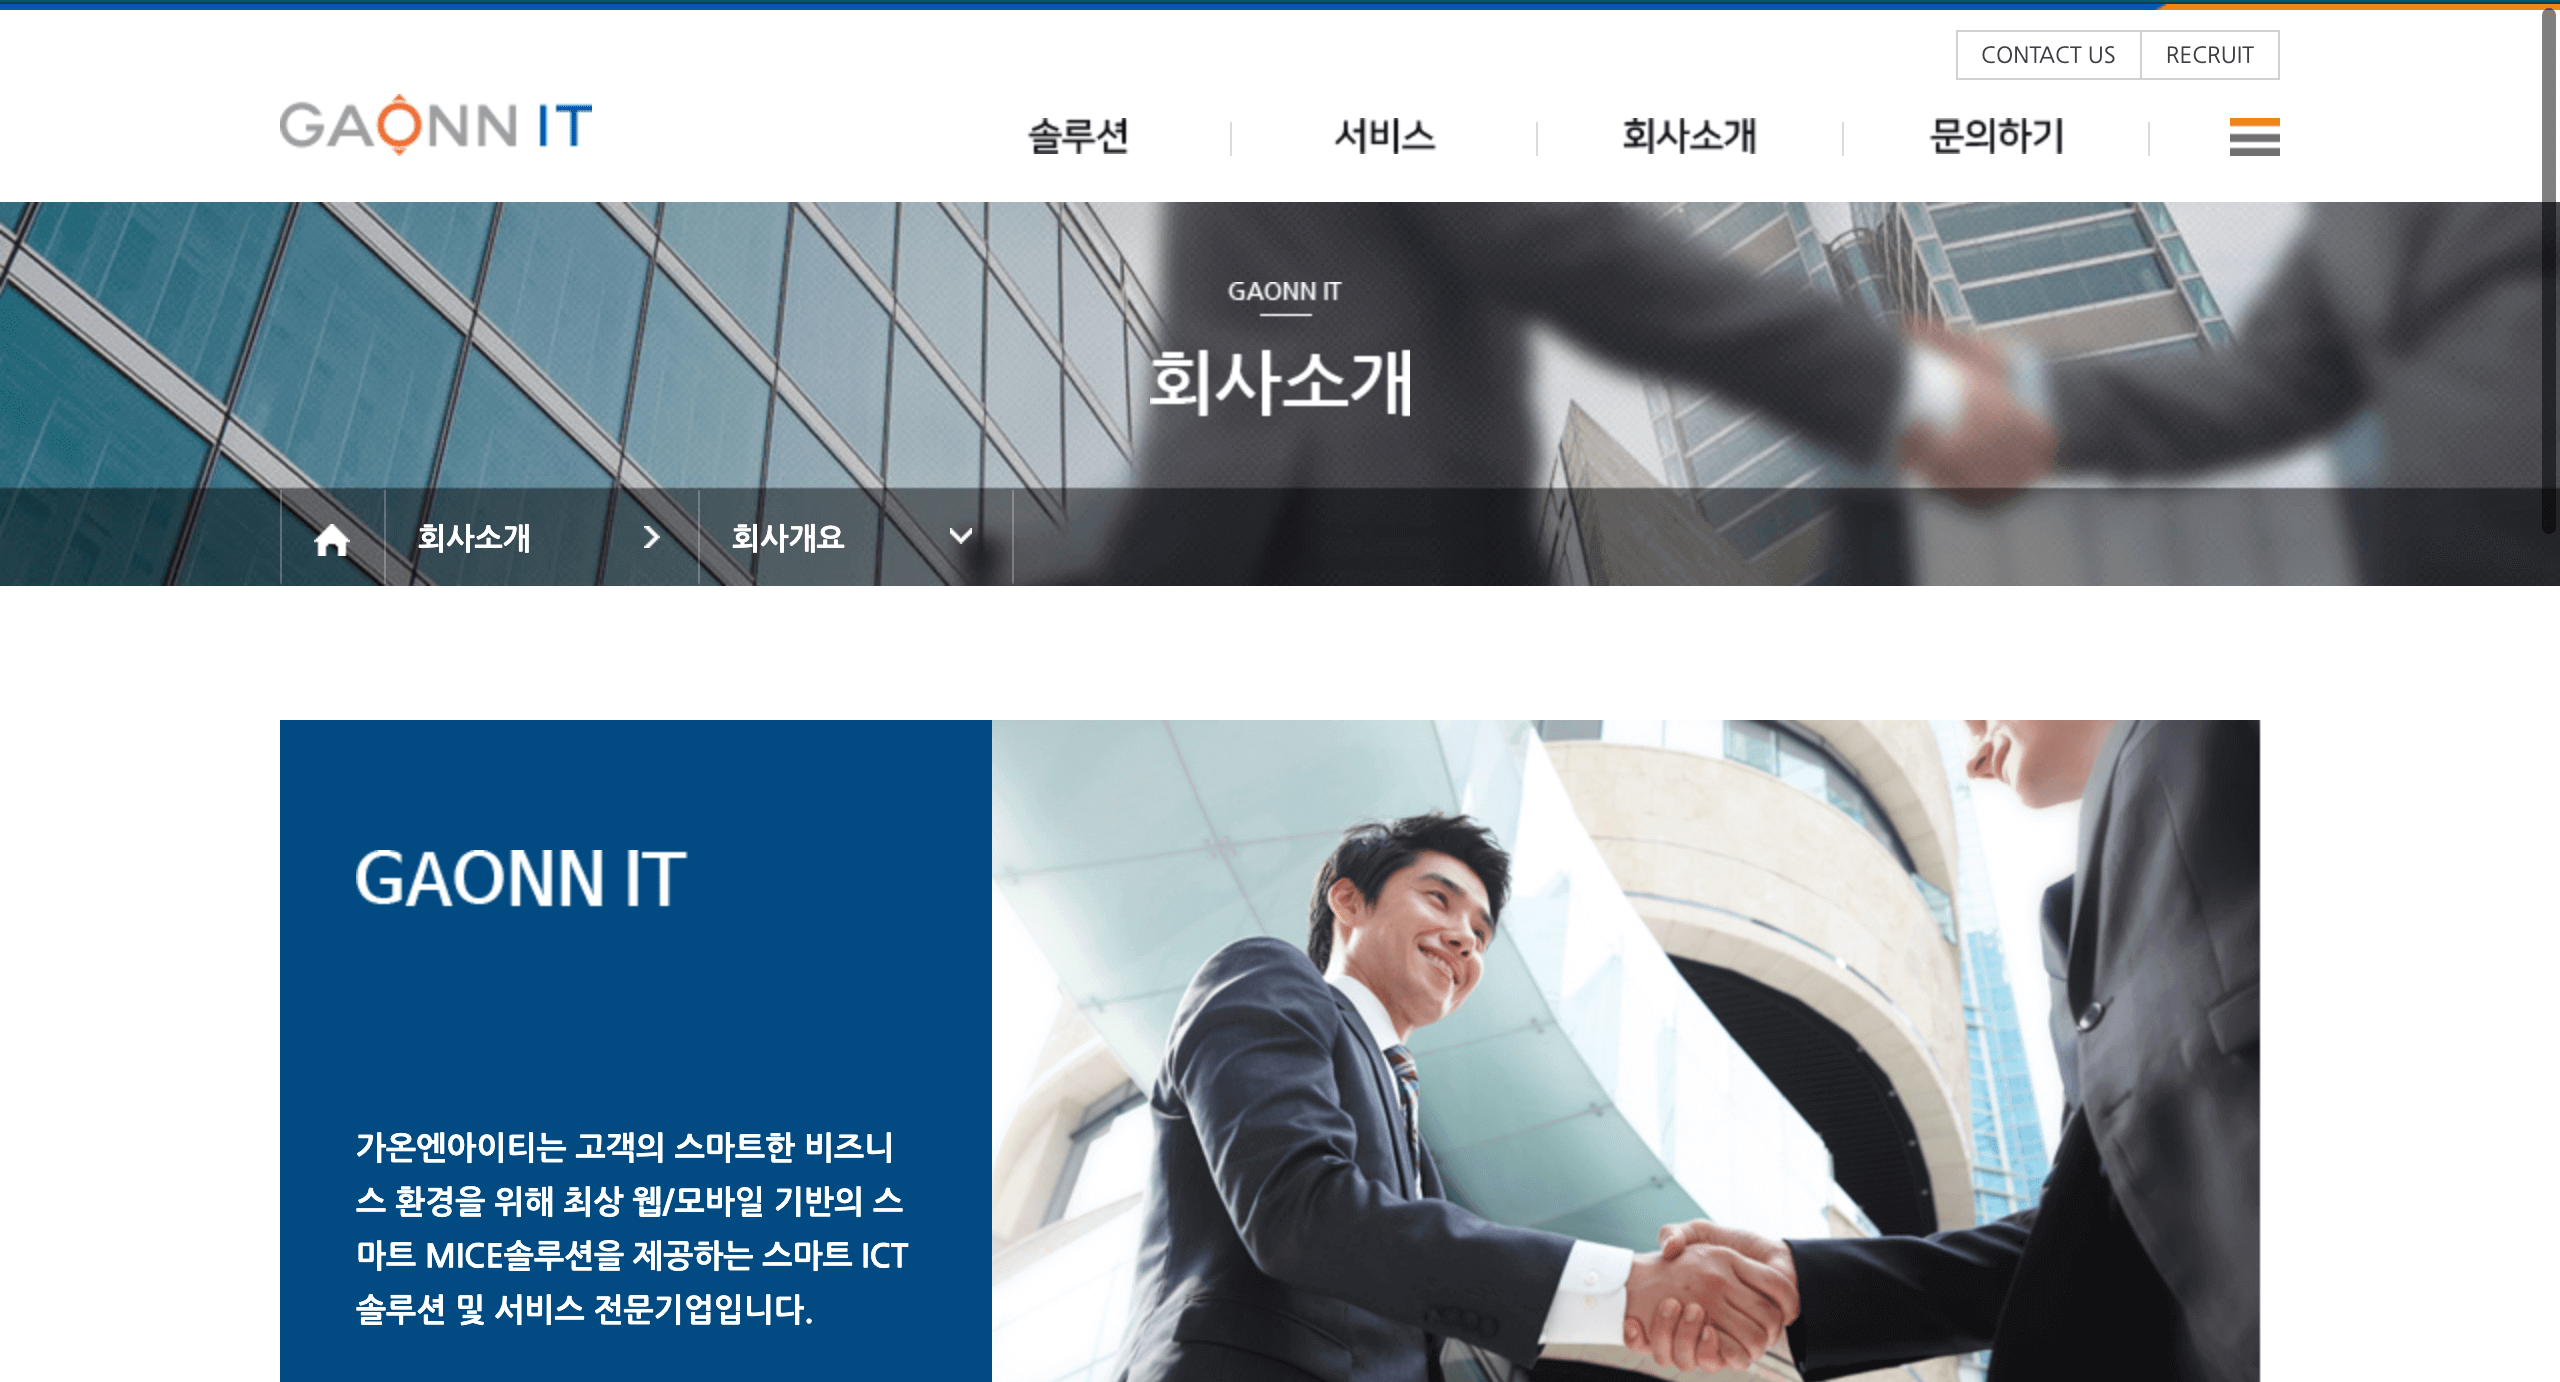 CONTACT US
RECRUIT
GAONN IT
솔루션
서비스
회사소개
문의하기
GAONN IT
회사소개
회사소개
회사개요
GAONN IT
가온엔아이티는 고객의 스마트한 비즈니
스 환경을 위해 최상 웹/모바일 기반의 스
마트 MICE솔루션을 제공하는 스마트 ICT
솔루션 및 서비스 전문기업입니다.